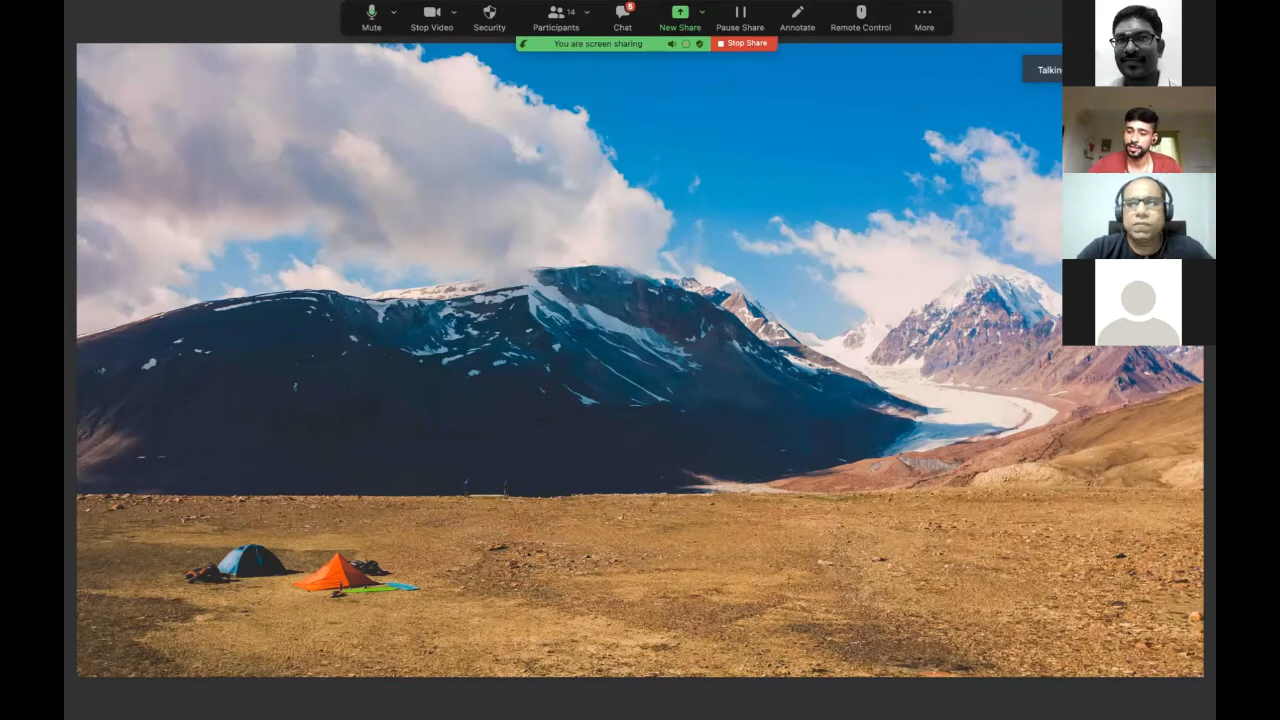 Mute
Stop Video
Security
14
Participants
6
Chat
New Share
Pause Share
Annotate
Remote Control
More
You are screen sharing
Stop Share
Talkin